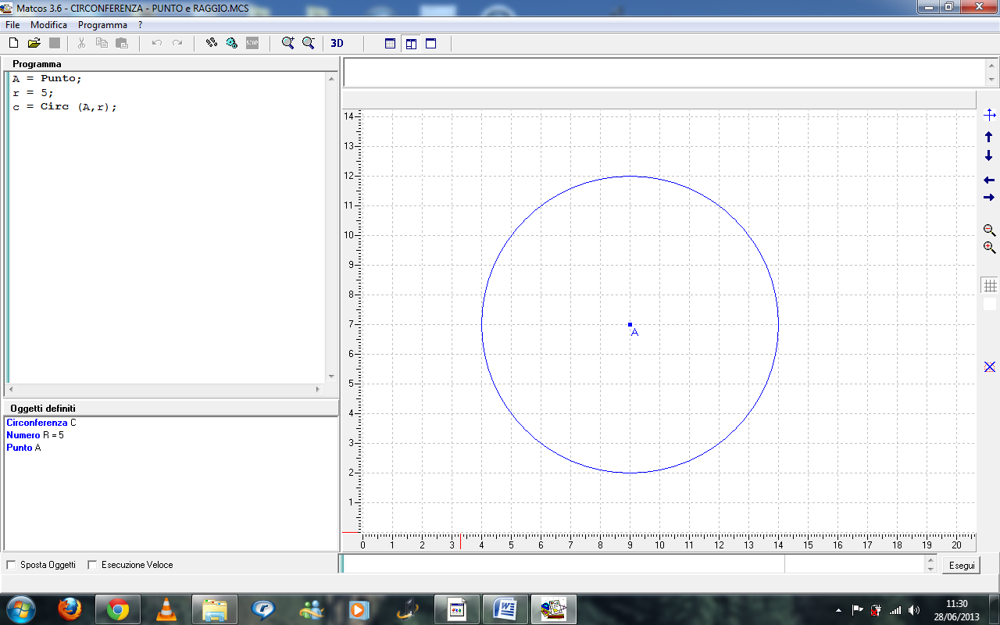 Matcos 3.6 - CIRCONFERENZA - PUNTO e RAGGIO.MCS
File Modifica Programma ?
STOP 3D
Programma
A = Punto;
r = 5;
c = Circ (A,r);
Oggetti definiti
Circonferenza C
Numero R = 5
Punto A
14
13
12
11
10
9
8
7
6
5
4
3
2
1
A
0 1 2 3 4 5 6 7 8 9 10 11 12 13 14 15 16 17 18 19 20
Sposta Oggetti Esecuzione Veloce
Esegui
11:30
28/06/2013